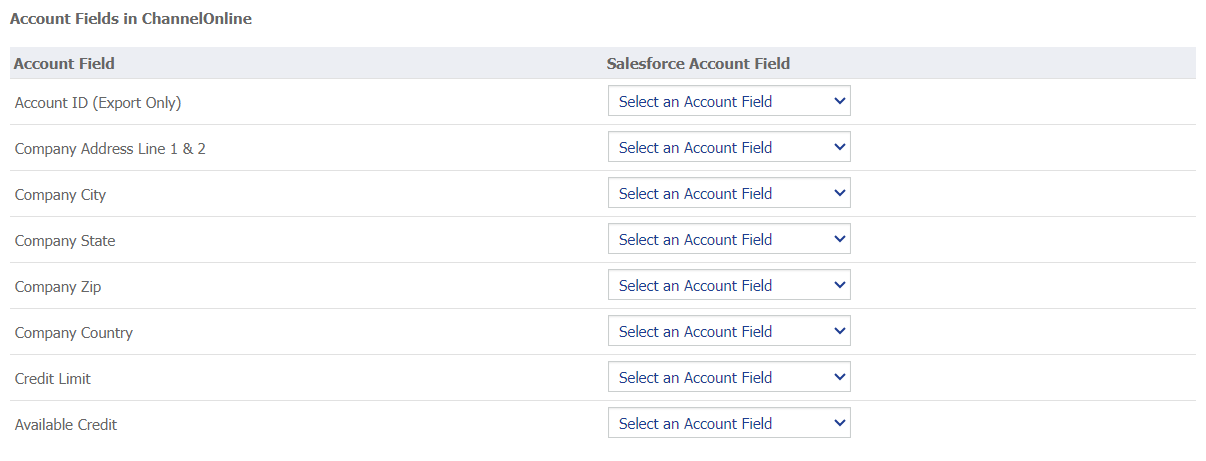 Account Fields in ChannelOnline
Account Field Salesforce Account Field
Account ID (Export Only) Select an Account Field
Company Address Line 1 & 2 Select an Account Field
Company City Select an Account Field
Company State Select an Account Field
Company Zip Select an Account Field
Company Country Select an Account Field
Credit Limit Select an Account Field
Available Credit Select an Account Field